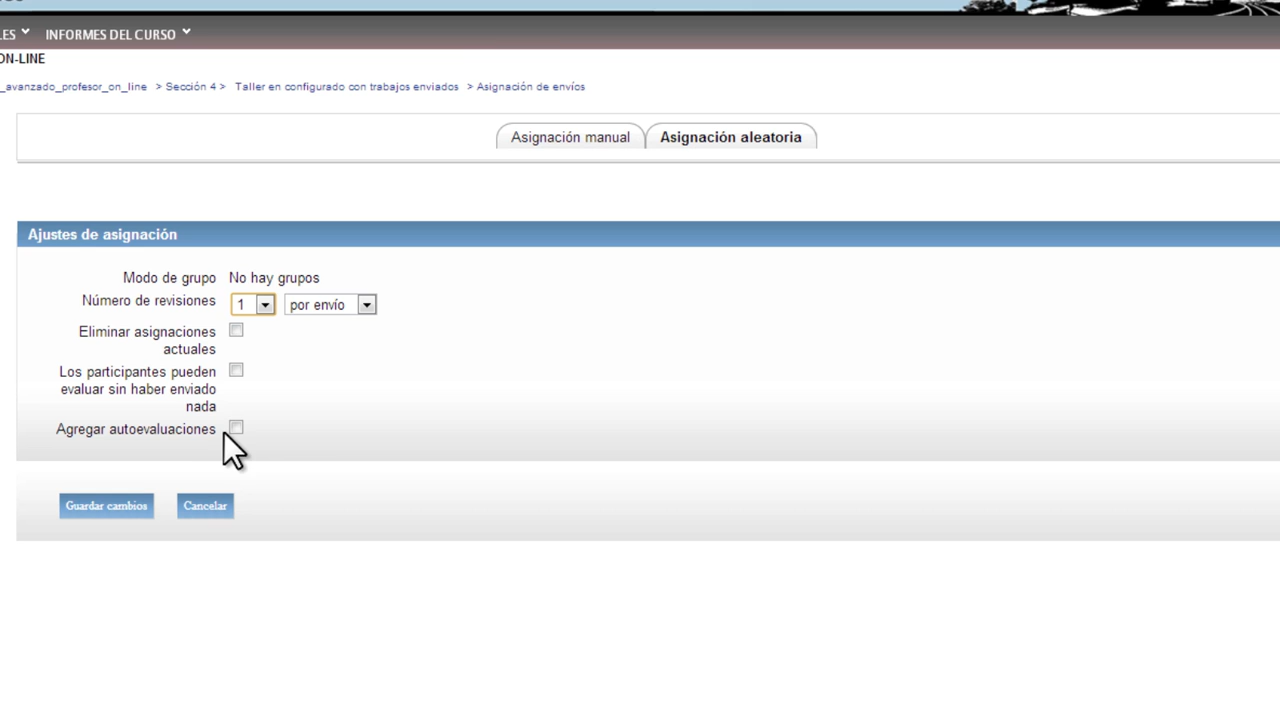 LES INFORMES DEL CURSO
ON-LINE
_avanzado_profesor_on_line > Sección 4 > Taller en configurado con trabajos enviados > Asignación de envíos
Asignación manual Asignación aleatoria
Ajustes de asignación
Modo de grupo No hay grupos
Número de revisiones 1 por envío
Eliminar asignaciones
actuales
Los participantes pueden
evaluar sin haber enviado
nada
Agregar autoevaluaciones
Guardar cambios Cancelar